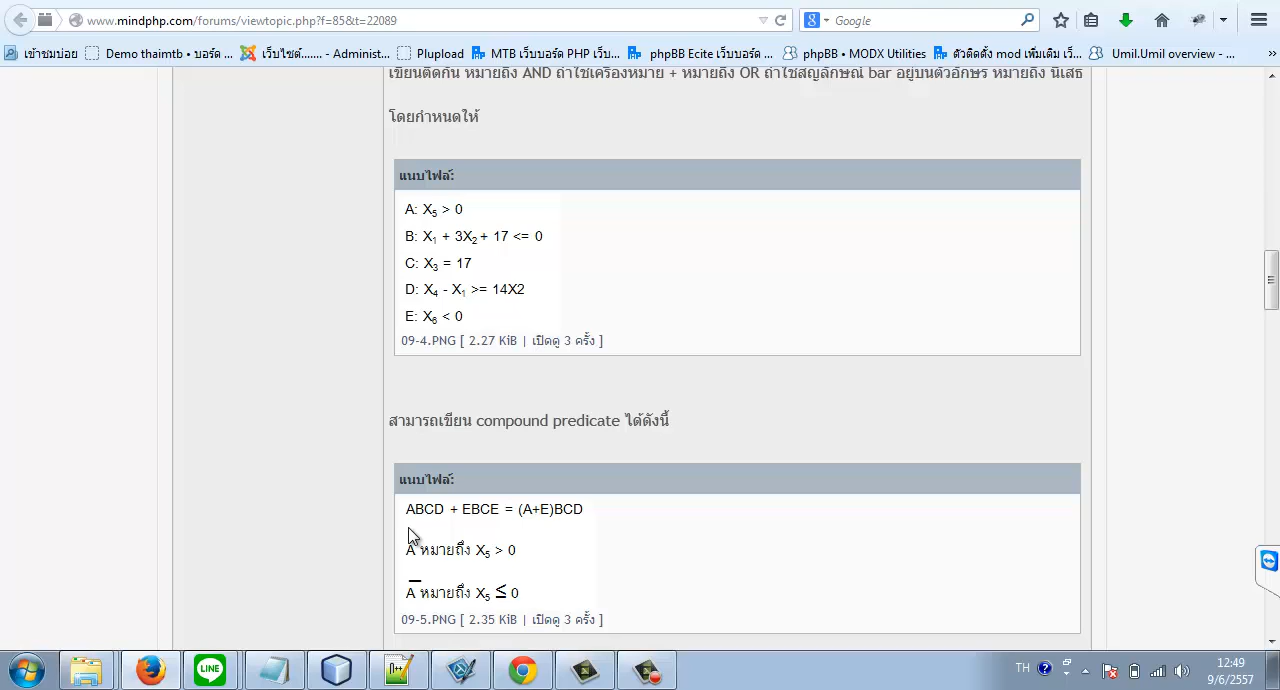 www.mindphp.com/forums/viewtopic.php?f=85&t=22089
Google
เข้าชมบ่อย Demo thaimtb • บอร์ด ... เว็บไซต์...... - Administ... Plupload MTB เว็บบอร์ด PHP เว็บ... phpBB Ecite เว็บบอร์ด ... phpBB • MODX Utilities ตัวติดตั้ง mod เพิ่มเติม เว็... Umil.Umil overview - ... »
เขียนติดกัน หมายถึง AND ถ้าใช้เครื่องหมาย + หมายถึง OR ถ้าใช้สัญลักษณ์ bar อยู่บนตัวอักษร หมายถึง นิเสธ
โดยกำหนดให้
แนบไฟล์:
A: X₅ > 0
B: X₁ + 3X₂ + 17 <= 0
C: X₃ = 17
D: X₄ - X₁ >= 14X2
E: X₆ < 0
09-4.PNG [ 2.27 KiB | เปิดดู 3 ครั้ง ]
สามารถเขียน compound predicate ได้ดังนี้
แนบไฟล์:
ABCD + EBCE = (A+E)BCD
A หมายถึง X₅ > 0
A̅ หมายถึง X₅ ≤ 0
09-5.PNG [ 2.35 KiB | เปิดดู 3 ครั้ง ]
TH 12:49
9/6/2557